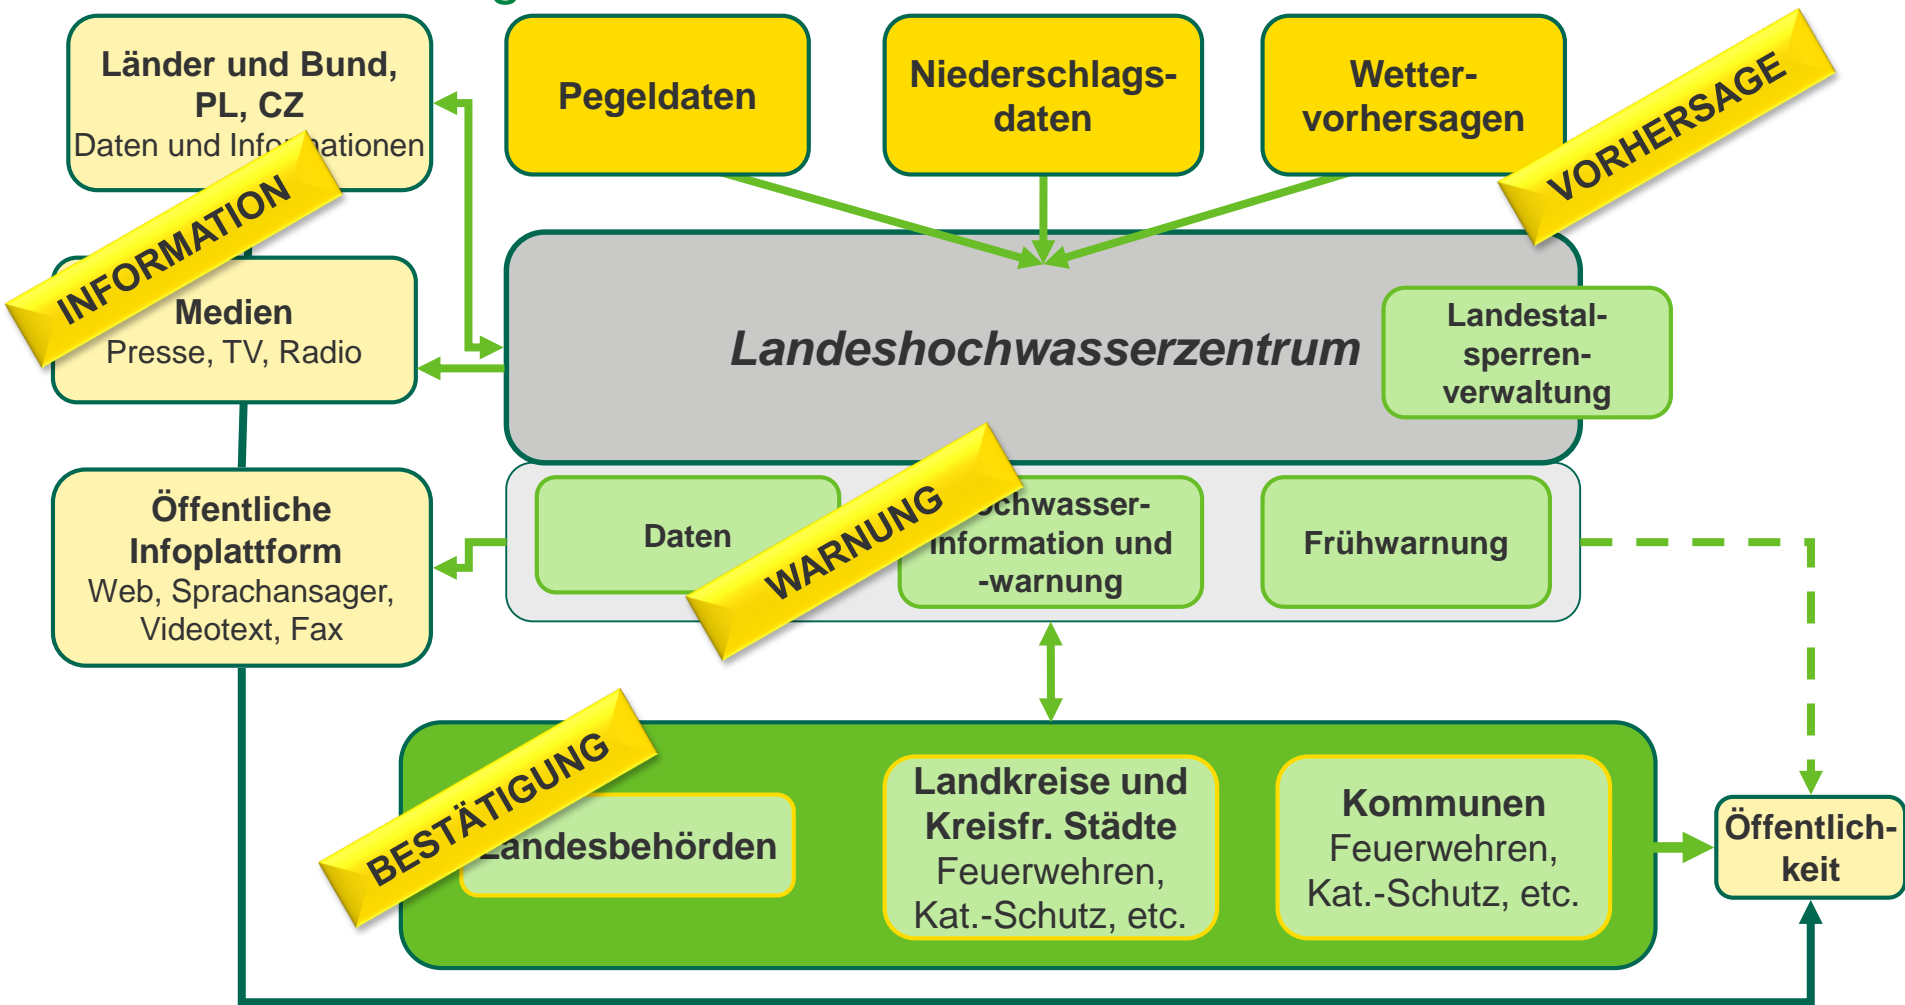 Länder und Bund,
PL, CZ
Daten und Informationen
Pegeldaten
Niederschlags-
daten
Wetter-
vorhersagen
VORHERSAGE
INFORMATION
Medien
Presse, TV, Radio
Landeshochwasserzentrum
Landestal-
sperren-
verwaltung
Öffentliche
Infoplattform
Web, Sprachansager,
Videotext, Fax
Daten
WARNUNG
Hochwasser-
information und
-warnung
Frühwarnung
BESTÄTIGUNG
Landesbehörden
Landkreise und
Kreisfr. Städte
Feuerwehren,
Kat.-Schutz, etc.
Kommunen
Feuerwehren,
Kat.-Schutz, etc.
Öffentlich-
keit